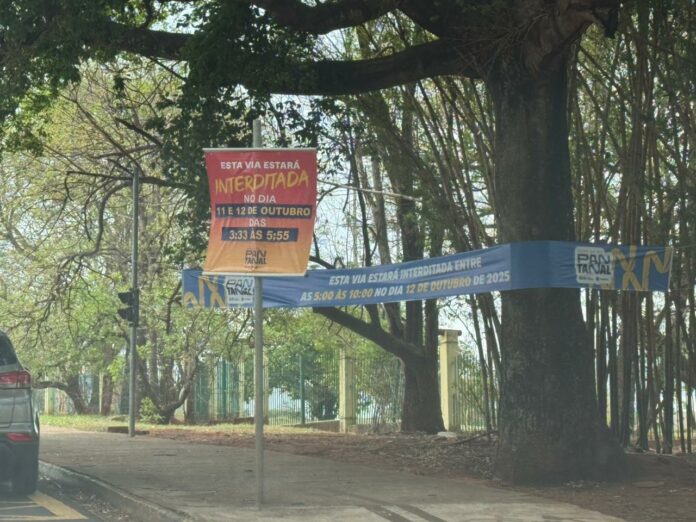 ESTA VIA ESTARÁ
INTERDITADA
NO DIA
11 E 12 DE OUTUBRO
DAS
3:33 ÀS 5:55
PAN
TANAL
PAN
TANAL
ESTA VIA ESTARÁ INTERDITADA ENTRE
AS 5:00 ÀS 10:00 NO DIA 12 DE OUTUBRO DE 2025
PAN
TANAL